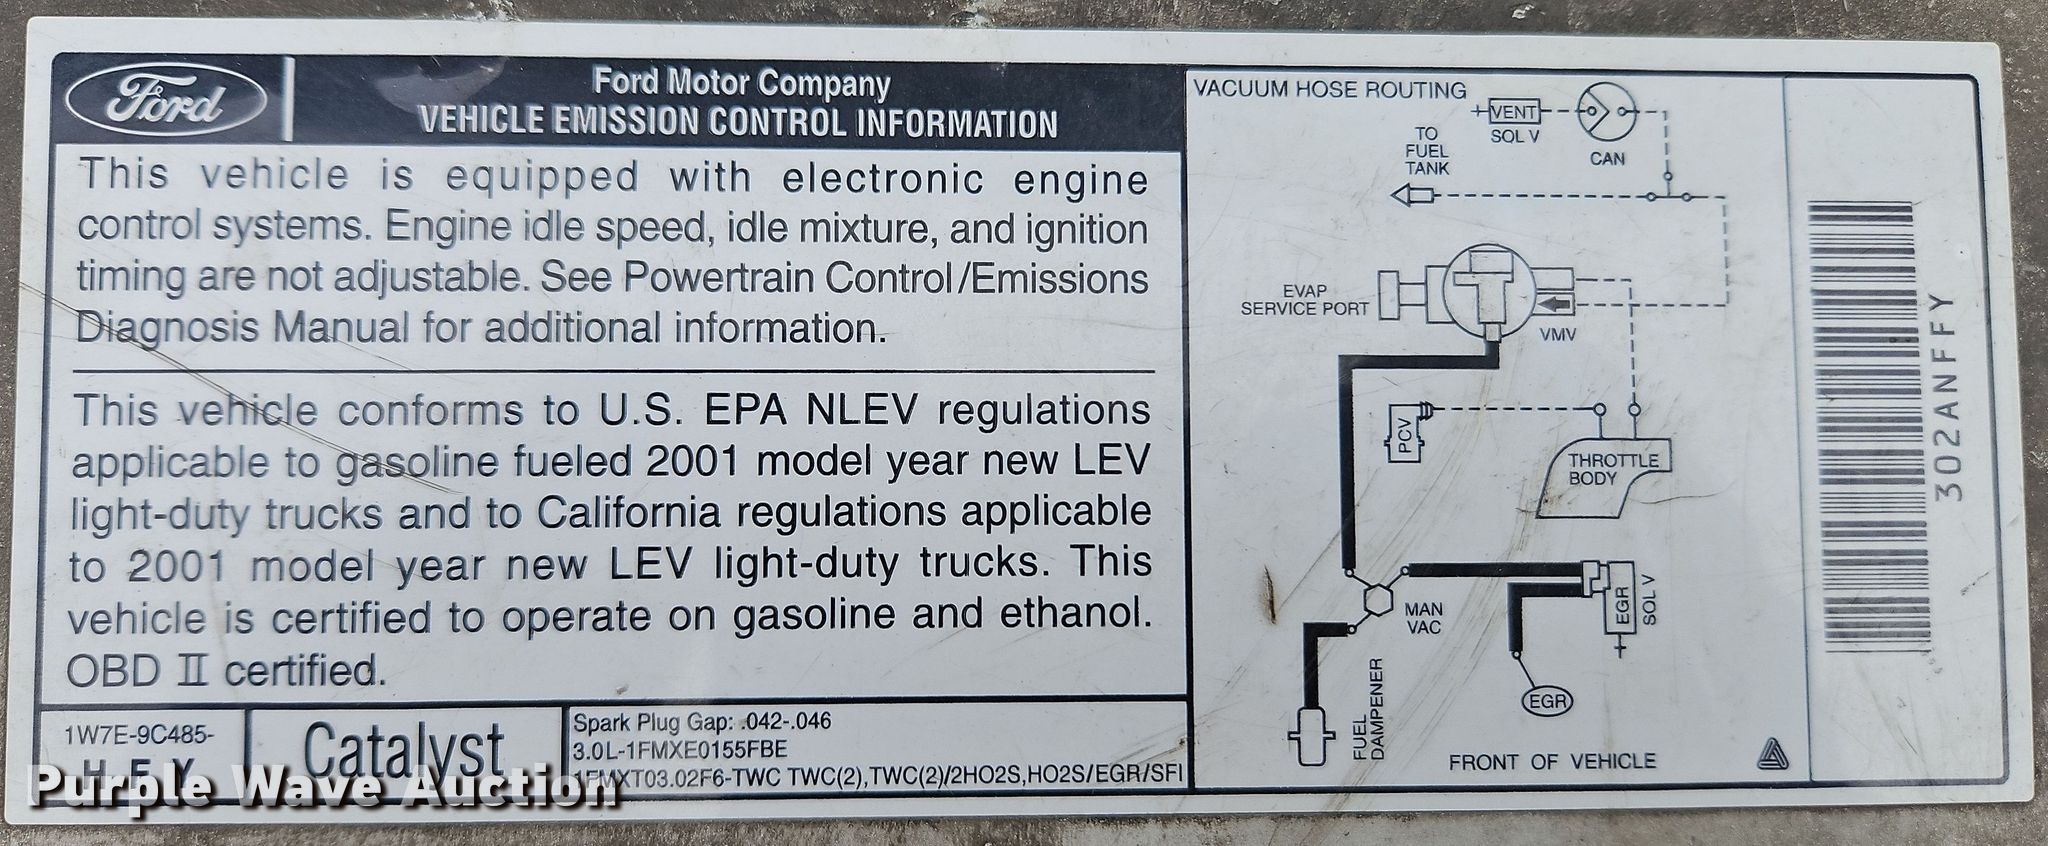 Ford
Ford Motor Company
VEHICLE EMISSION CONTROL INFORMATION
This vehicle is equipped with electronic engine
control systems. Engine idle speed, idle mixture, and ignition
timing are not adjustable. See Powertrain Control/Emissions
Diagnosis Manual for additional information.
This vehicle conforms to U.S. EPA NLEV regulations
applicable to gasoline fueled 2001 model year new LEV
light-duty trucks and to California regulations applicable
to 2001 model year new LEV light-duty trucks. This
vehicle is certified to operate on gasoline and ethanol.
OBD II certified.
1W7E-9C485-
H E Y
Catalyst
Spark Plug Gap: .042-.046
3.0L-1FMXE0155FBE
1FMXT03.02F6-TWC TWC(2),TWC(2)/2HO2S,HO2S/EGR/SFI
VACUUM HOSE ROUTING
VENT
SOL V
CAN
TO
FUEL
TANK
EVAP
SERVICE PORT
VMV
PCV
THROTTLE
BODY
MAN
VAC
EGR
SOL V
EGR
FUEL
DAMPENER
FRONT OF VEHICLE
302ANFFY
Purple Wave Auction